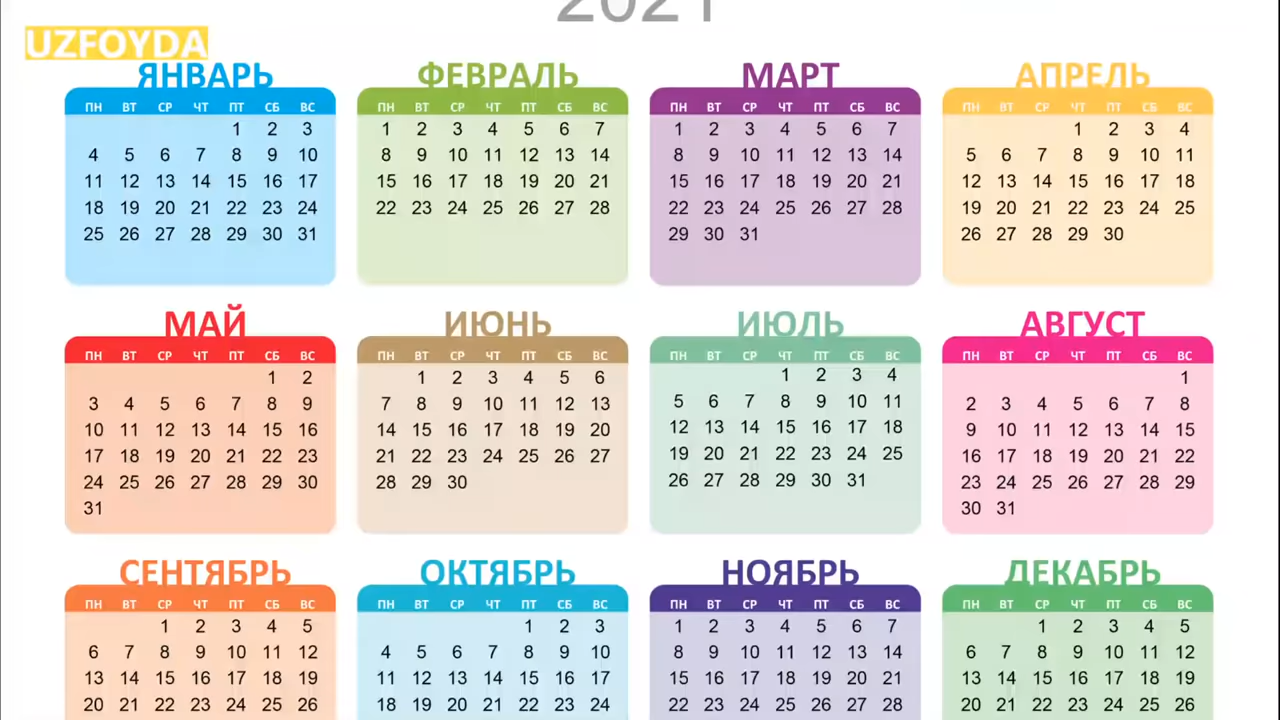 2021
UZFOYDA
ЯНВАРЬ
ПН ВТ СР ЧТ ПТ СБ ВС
1 2 3
4 5 6 7 8 9 10
11 12 13 14 15 16 17
18 19 20 21 22 23 24
25 26 27 28 29 30 31
ФЕВРАЛЬ
ПН ВТ СР ЧТ ПТ СБ ВС
1 2 3 4 5 6 7
8 9 10 11 12 13 14
15 16 17 18 19 20 21
22 23 24 25 26 27 28
МАРТ
ПН ВТ СР ЧТ ПТ СБ ВС
1 2 3 4 5 6 7
8 9 10 11 12 13 14
15 16 17 18 19 20 21
22 23 24 25 26 27 28
29 30 31
АПРЕЛЬ
ПН ВТ СР ЧТ ПТ СБ ВС
1 2 3 4
5 6 7 8 9 10 11
12 13 14 15 16 17 18
19 20 21 22 23 24 25
26 27 28 29 30
МАЙ
ПН ВТ СР ЧТ ПТ СБ ВС
1 2
3 4 5 6 7 8 9
10 11 12 13 14 15 16
17 18 19 20 21 22 23
24 25 26 27 28 29 30
31
ИЮНЬ
ПН ВТ СР ЧТ ПТ СБ ВС
1 2 3 4 5 6
7 8 9 10 11 12 13
14 15 16 17 18 19 20
21 22 23 24 25 26 27
28 29 30
ИЮЛЬ
ПН ВТ СР ЧТ ПТ СБ ВС
1 2 3 4
5 6 7 8 9 10 11
12 13 14 15 16 17 18
19 20 21 22 23 24 25
26 27 28 29 30 31
АВГУСТ
ПН ВТ СР ЧТ ПТ СБ ВС
1
2 3 4 5 6 7 8
9 10 11 12 13 14 15
16 17 18 19 20 21 22
23 24 25 26 27 28 29
30 31
СЕНТЯБРЬ
ПН ВТ СР ЧТ ПТ СБ ВС
1 2 3 4 5
6 7 8 9 10 11 12
13 14 15 16 17 18 19
20 21 22 23 24 25 26
ОКТЯБРЬ
ПН ВТ СР ЧТ ПТ СБ ВС
1 2 3
4 5 6 7 8 9 10
11 12 13 14 15 16 17
18 19 20 21 22 23 24
НОЯБРЬ
ПН ВТ СР ЧТ ПТ СБ ВС
1 2 3 4 5 6 7
8 9 10 11 12 13 14
15 16 17 18 19 20 21
22 23 24 25 26 27 28
ДЕКАБРЬ
ПН ВТ СР ЧТ ПТ СБ ВС
1 2 3 4 5
6 7 8 9 10 11 12
13 14 15 16 17 18 19
20 21 22 23 24 25 26